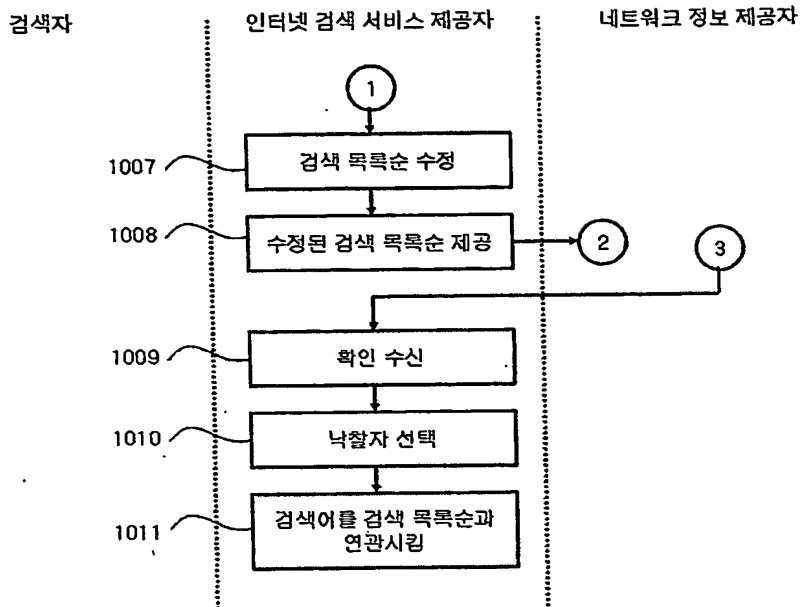 검색자
인터넷 검색 서비스 제공자
네트워크 정보 제공자
1
1007
검색 목록순 수정
1008
수정된 검색 목록순 제공
2
3
1009
확인 수신
1010
낙찰자 선택
1011
검색어를 검색 목록순과
연관시킴